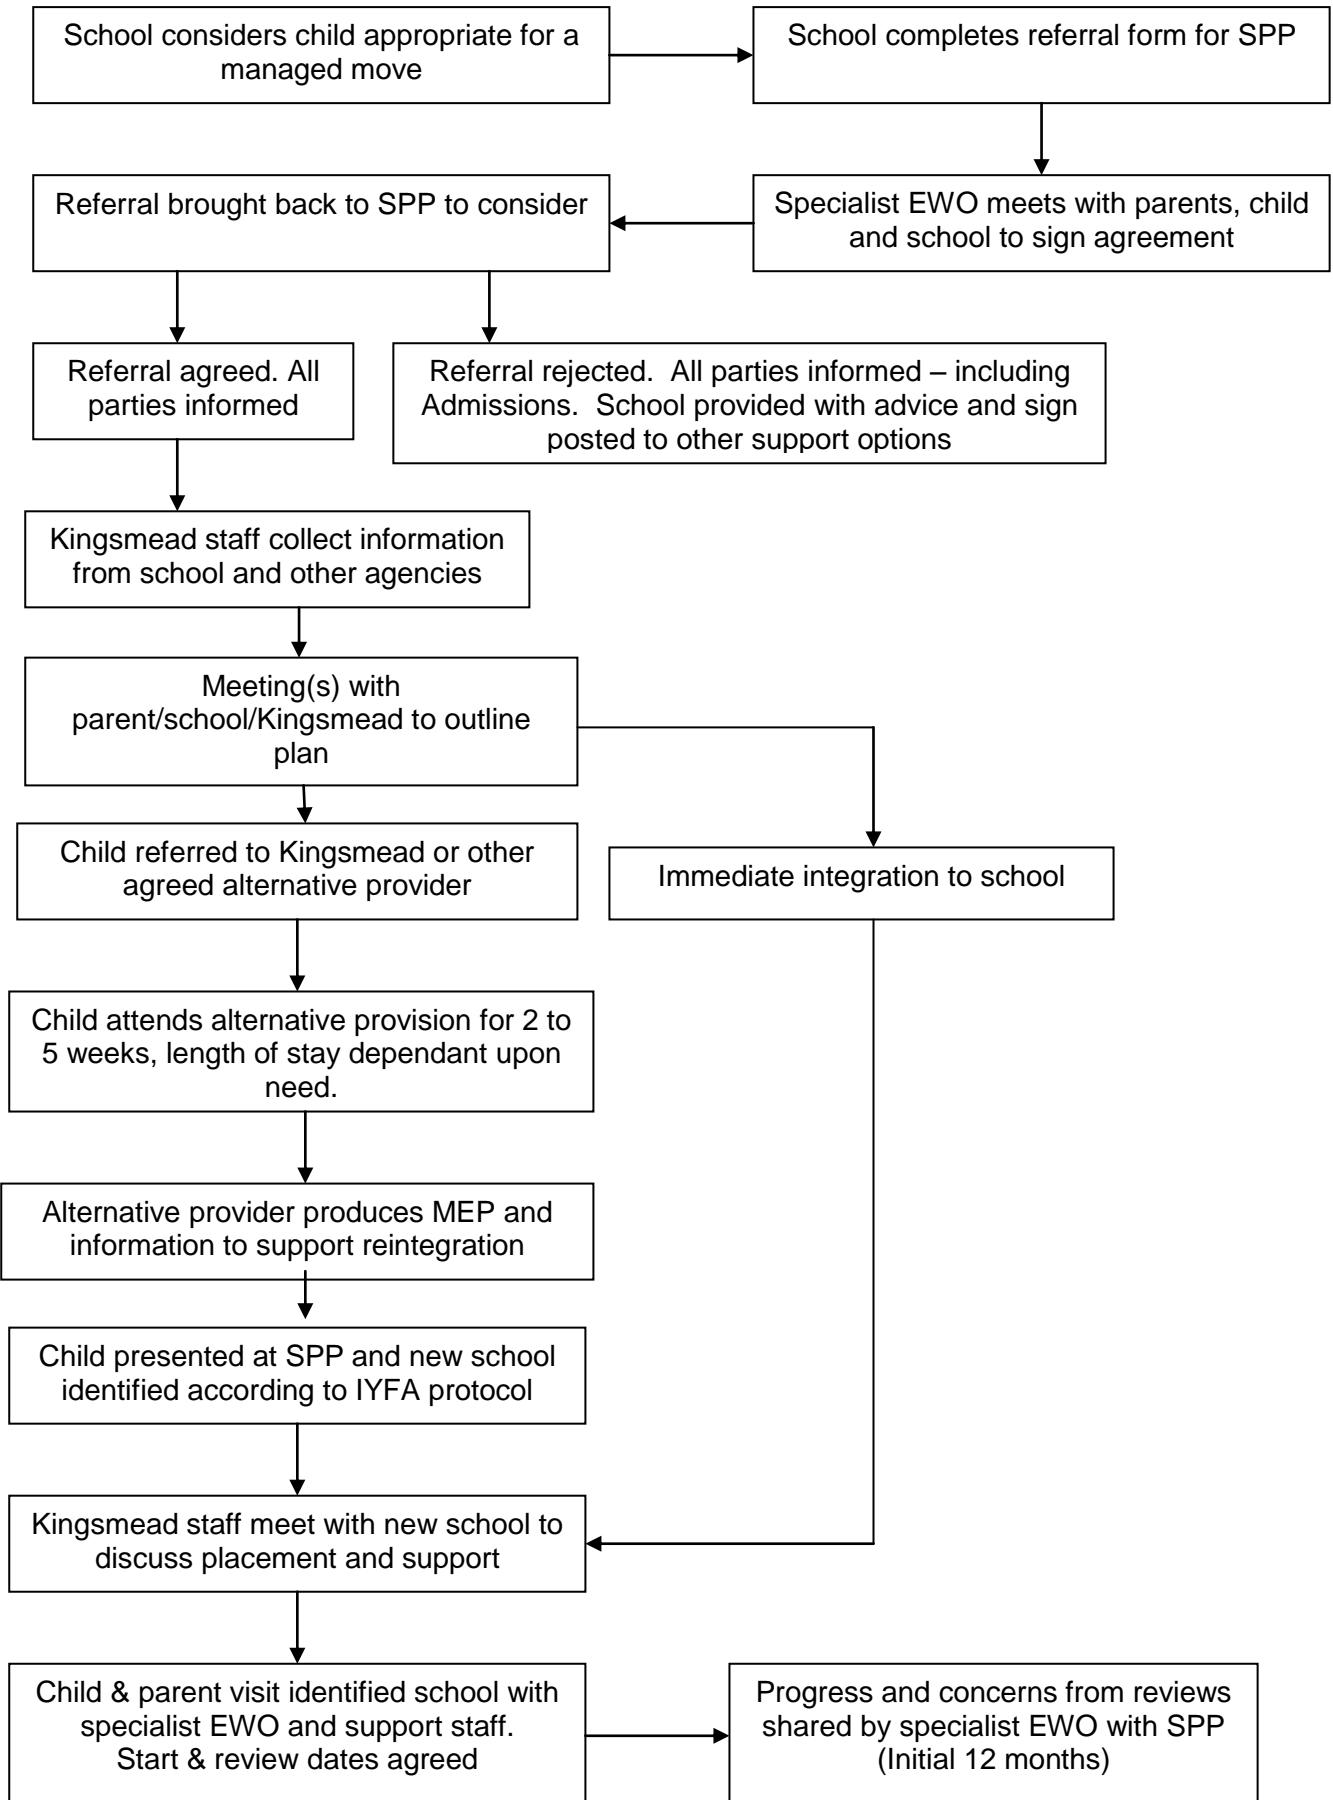 School considers child appropriate for a
managed move
School completes referral form for SPP
Specialist EWO meets with parents, child
and school to sign agreement
Referral brought back to SPP to consider
Referral agreed. All
parties informed
Referral rejected.  All parties informed – including
Admissions.  School provided with advice and sign
posted to other support options
Kingsmead staff collect information
from school and other agencies
Meeting(s) with
parent/school/Kingsmead to outline
plan
Child referred to Kingsmead or other
agreed alternative provider
Immediate integration to school
Child attends alternative provision for 2 to
5 weeks, length of stay dependant upon
need.
Alternative provider produces MEP and
information to support reintegration
Child presented at SPP and new school
identified according to IYFA protocol
Kingsmead staff meet with new school to
discuss placement and support
Child & parent visit identified school with
specialist EWO and support staff.
Start & review dates agreed
Progress and concerns from reviews
shared by specialist EWO with SPP
(Initial 12 months)